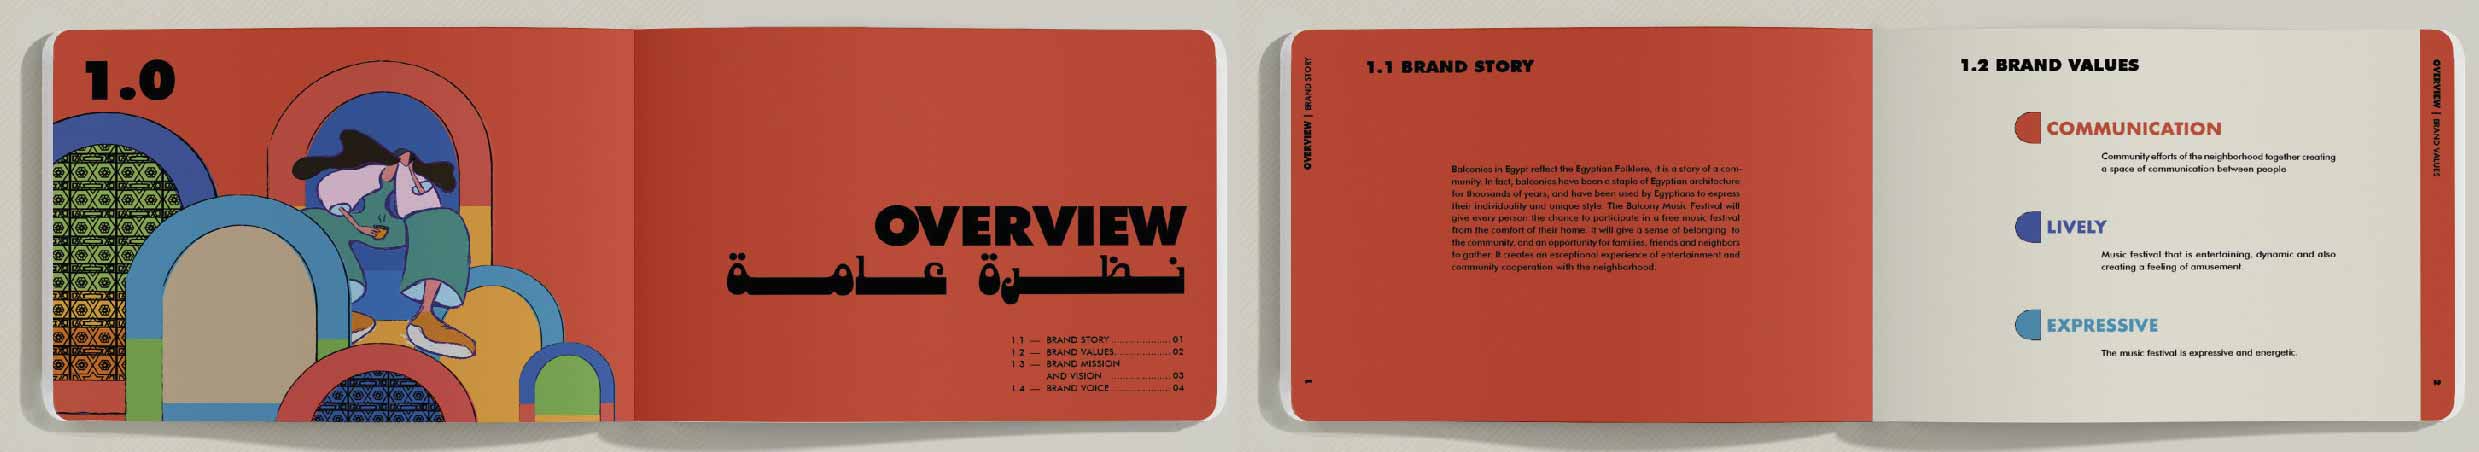 1.0
OVERVIEW
نظرة عامة
1.1 — BRAND STORY .................... 01
1.2 — BRAND VALUES .................... 02
1.3 — BRAND MISSION
AND VISION .................... 03
1.4 — BRAND VOICE .................... 04
OVERVIEW | BRAND STORY
1.1 BRAND STORY
Balconies in Egypt reflect the Egyptian Folklore, it is a story of a com-
munity. In fact, balconies have been a staple of Egyptian architecture
for thousands of years, and have been used by Egyptians to express
their individuality and unique style. The Balcony Music Festival will
give every person the chance to participate in a free music festival
from the comfort of their home. It will give a sense of belonging to
the community, and an opportunity for families, friends and neighbors
to gather. It creates an exceptional experience of entertainment and
community cooperation with the neighborhood.
1
1.2 BRAND VALUES
COMMUNICATION
Community efforts of the neighborhood together creating
a space of communication between people
LIVELY
Music festival that is entertaining, dynamic and also
creating a feeling of amusement.
EXPRESSIVE
The music festival is expressive and energetic.
OVERVIEW | BRAND VALUES